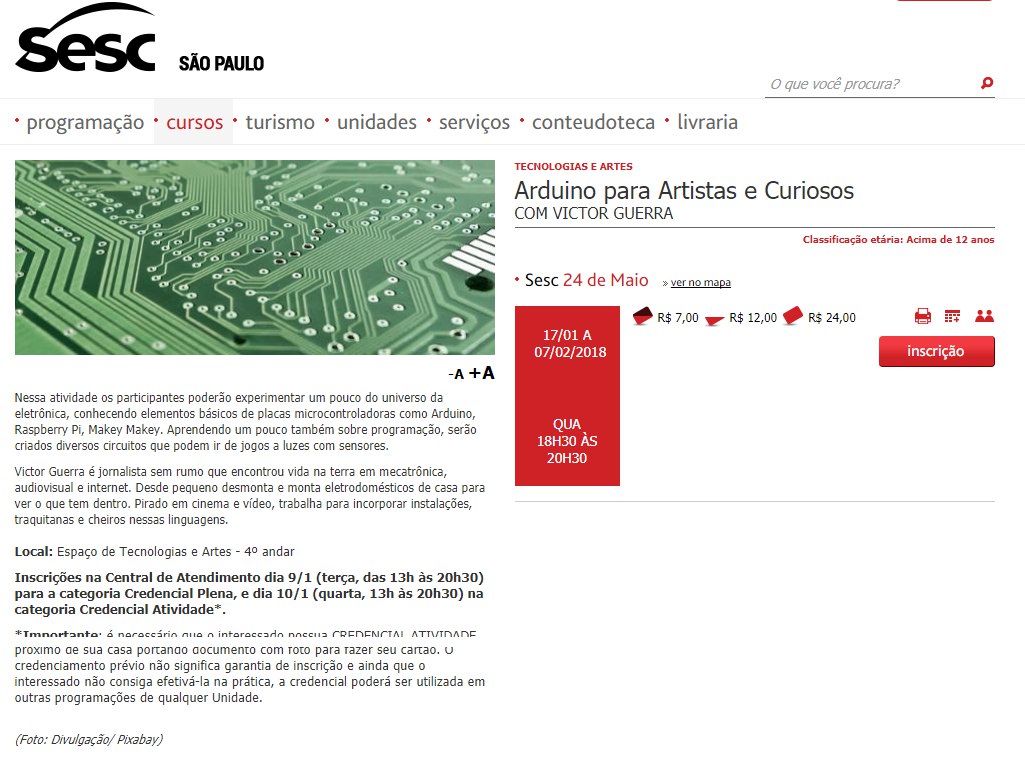 Sesc SÃO PAULO
O que você procura?
• programação • cursos • turismo • unidades • serviços • conteudoteca • livraria
TECNOLOGIAS E ARTES
Arduino para Artistas e Curiosos
COM VICTOR GUERRA
Classificação etária: Acima de 12 anos
• Sesc 24 de Maio » ver no mapa
17/01 A
07/02/2018
QUA
18H30 ÀS
20H30
R$ 7,00 R$ 12,00 R$ 24,00
inscrição
-A +A
Nessa atividade os participantes poderão experimentar um pouco do universo da
eletrônica, conhecendo elementos básicos de placas microcontroladoras como Arduino,
Raspberry Pi, Makey Makey. Aprendendo um pouco também sobre programação, serão
criados diversos circuitos que podem ir de jogos a luzes com sensores.
Victor Guerra é jornalista sem rumo que encontrou vida na terra em mecatrônica,
audiovisual e internet. Desde pequeno desmonta e monta eletrodomésticos de casa para
ver o que tem dentro. Pirado em cinema e vídeo, trabalha para incorporar instalações,
traquitanas e cheiros nessas linguagens.
Local: Espaço de Tecnologias e Artes - 4º andar
Inscrições na Central de Atendimento dia 9/1 (terça, das 13h às 20h30)
para a categoria Credencial Plena, e dia 10/1 (quarta, 13h às 20h30) na
categoria Credencial Atividade*.
*Importante: é necessário que o interessado possua CREDENCIAL ATIVIDADE
próximo de sua casa portando documento com foto para fazer seu cartão. O
credenciamento prévio não significa garantia de inscrição e ainda que o
interessado não consiga efetivá-la na prática, a credencial poderá ser utilizada em
outras programações de qualquer Unidade.
(Foto: Divulgação/ Pixabay)